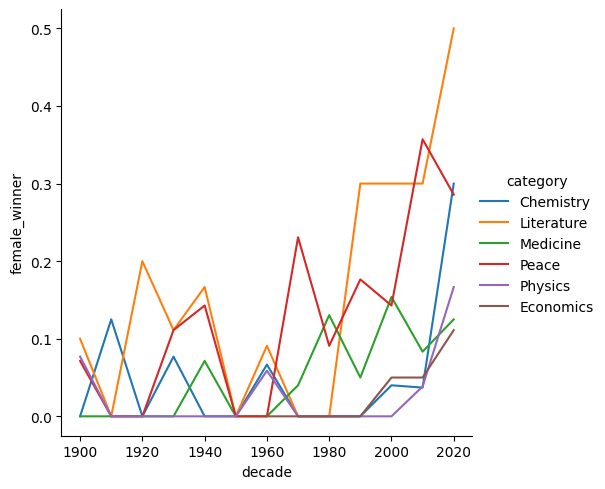 0.5
0.4
0.3
0.2
0.1
0.0
female_winner
1900
1920
1940
1960
1980
2000
2020
decade
category
Chemistry
Literature
Medicine
Peace
Physics
Economics